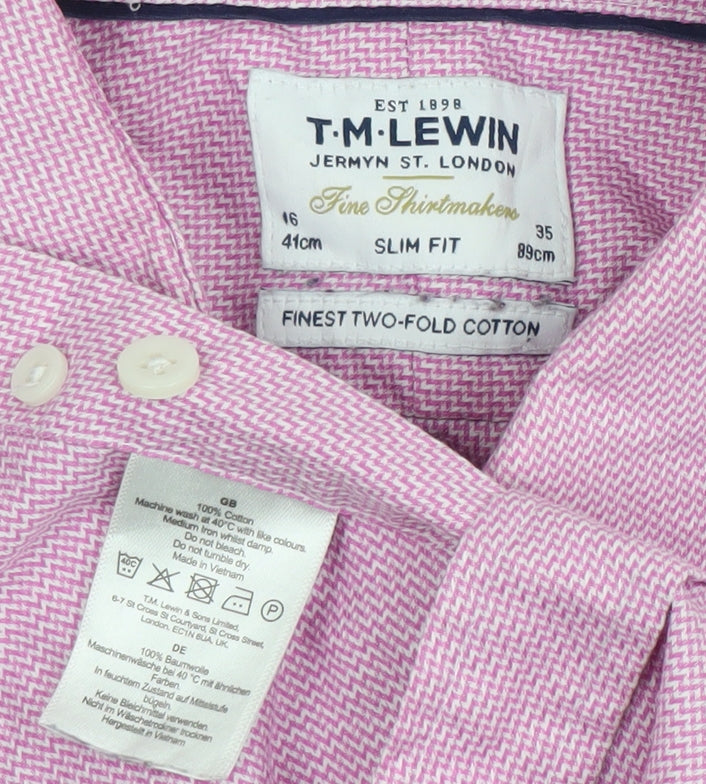 EST 1898
T·M·LEWIN
JERMYN ST. LONDON
Fine Shirtmakers
16 35
41cm SLIM FIT 89cm
FINEST TWO-FOLD COTTON
GB
100% Cotton
Machine wash at 40°C with like colours.
Medium Iron whilst damp.
Do not bleach.
Do not tumble dry.
Made in Vietnam
40C
P
T.M. Lewin & Sons Limited,
6-7 St Cross St Courtyard, St Cross Street,
London, EC1N 8UA, UK,
DE
100% Baumwolle
Maschinenwäsche bei 40 °C mit ähnlichen
Farben.
In feuchtem Zustand auf Mittelstufe
bügeln.
Keine Bleichmittel verwenden.
Nicht im Wäschetrockner trocknen
Hergestellt in Vietnam